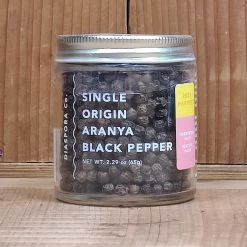 DIASPORA Co.
SINGLE
ORIGIN
ARANYA
BLACK PEPPER
NET WT. 2.29 oz (65g)